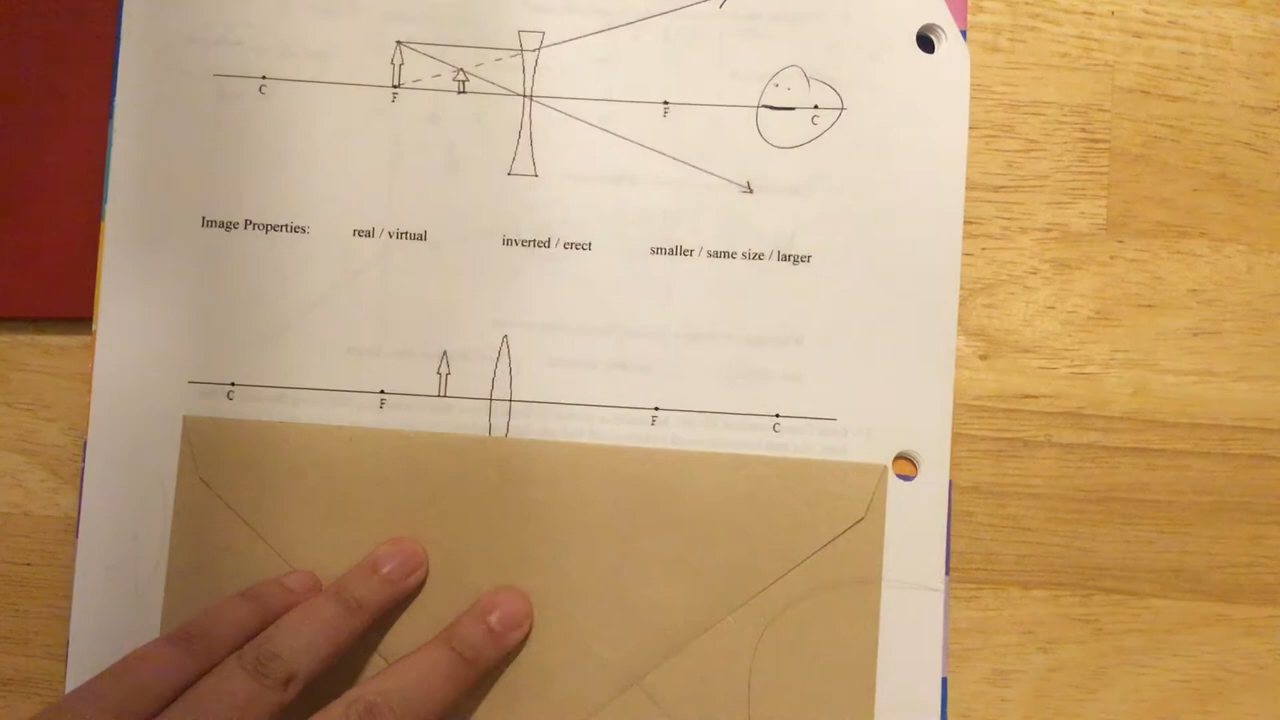 C F F C
Image Properties: real / virtual inverted / erect smaller / same size / larger
C F F C